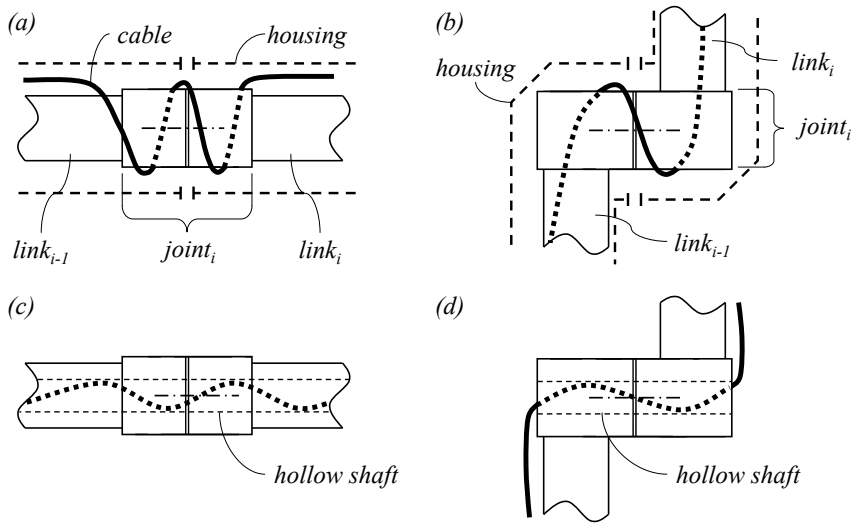 (a)
cable
housing
link_{i-1}
joint_i
link_i
(b)
housing
link_i
joint_i
link_{i-1}
(c)
hollow shaft
(d)
hollow shaft